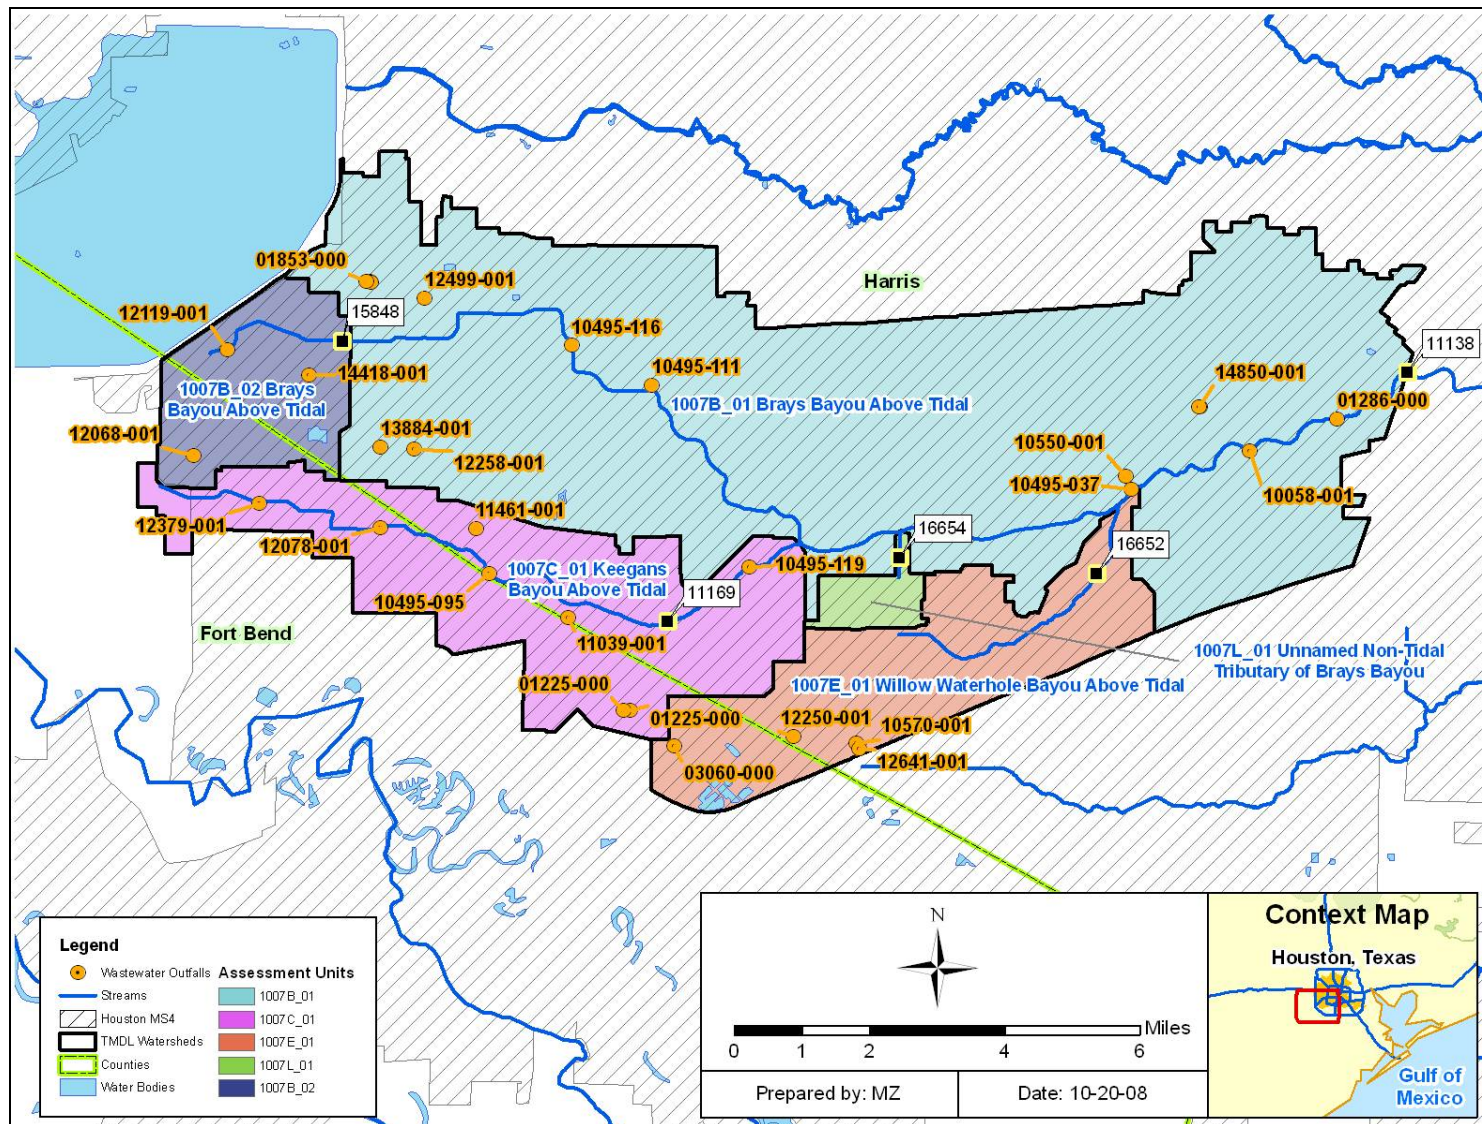 Harris
01853-000
12499-001
12119-001
15848
10495-116
10495-111
11138
14850-001
01286-000
14418-001
1007B_02 Brays
Bayou Above Tidal
1007B_01 Brays Bayou Above Tidal
12068-001
13884-001
12258-001
10550-001
10495-037
10058-001
12379-001
12078-001
11461-001
16654
16652
1007C_01 Keegans
Bayou Above Tidal
10495-119
10495-095
11169
Fort Bend
11039-001
1007L_01 Unnamed Non-Tidal
Tributary of Brays Bayou
1007E_01 Willow Waterhole Bayou Above Tidal
01225-000
01225-000
12250-001
10570-001
12641-001
03060-000
Legend
Wastewater Outfalls
Streams
Houston MS4
TMDL Watersheds
Counties
Water Bodies
Assessment Units
1007B_01
1007C_01
1007E_01
1007L_01
1007B_02
N
Miles
0 1 2 4 6
Prepared by: MZ
Date: 10-20-08
Context Map
Houston, Texas
Gulf of
Mexico